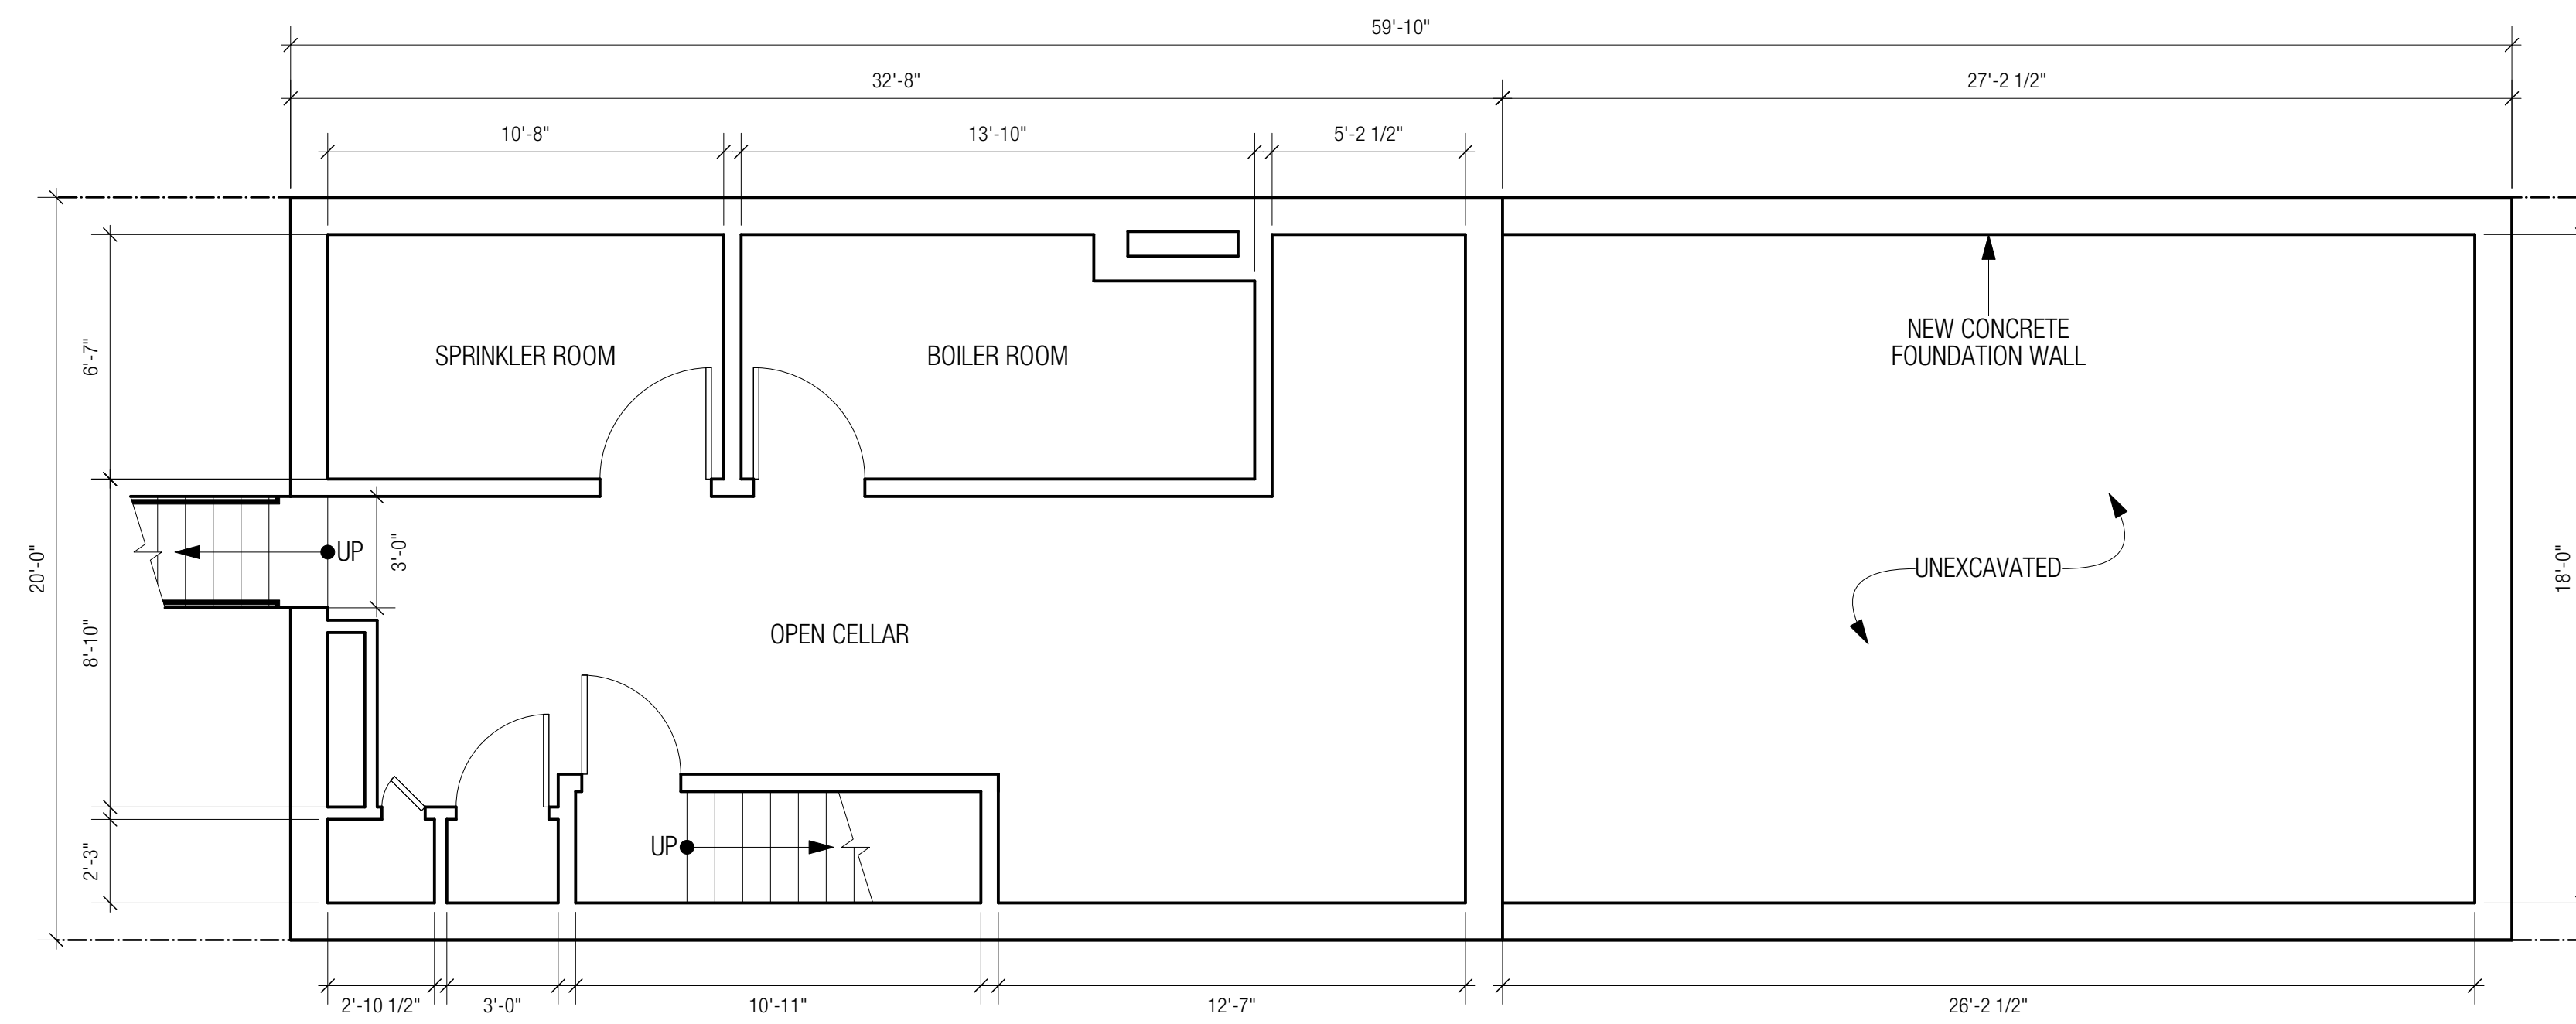 59'-10"
32'-8"
27'-2 1/2"
10'-8"
13'-10"
5'-2 1/2"
6'-7"
SPRINKLER ROOM
BOILER ROOM
NEW CONCRETE
FOUNDATION WALL
20'-0"
UP
3'-0"
UNEXCAVATED
18'-0"
8'-10"
OPEN CELLAR
2'-3"
UP
2'-10 1/2"
3'-0"
10'-11"
12'-7"
26'-2 1/2"